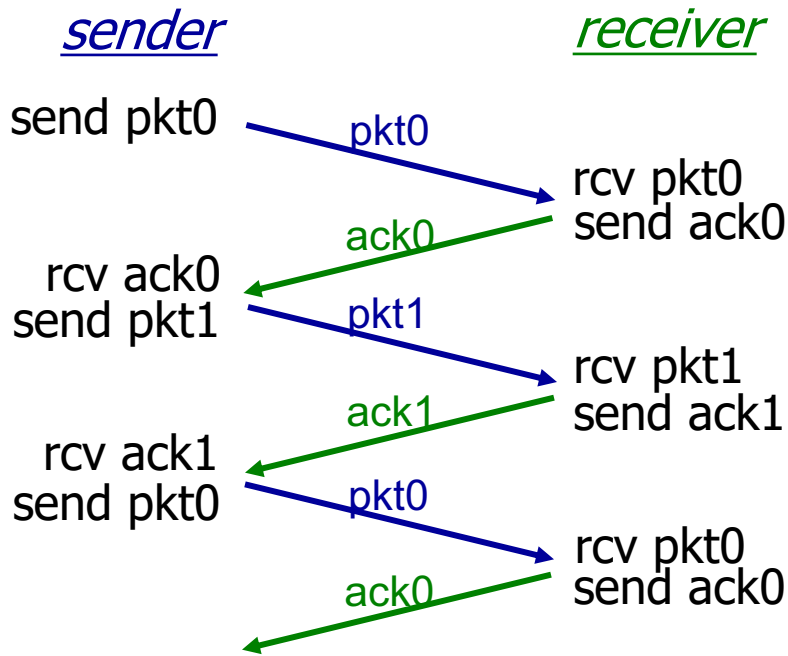 sender receiver
send pkt0
pkt0
rcv pkt0
send ack0
ack0
rcv ack0
send pkt1
pkt1
rcv pkt1
send ack1
ack1
rcv ack1
send pkt0
pkt0
rcv pkt0
send ack0
ack0